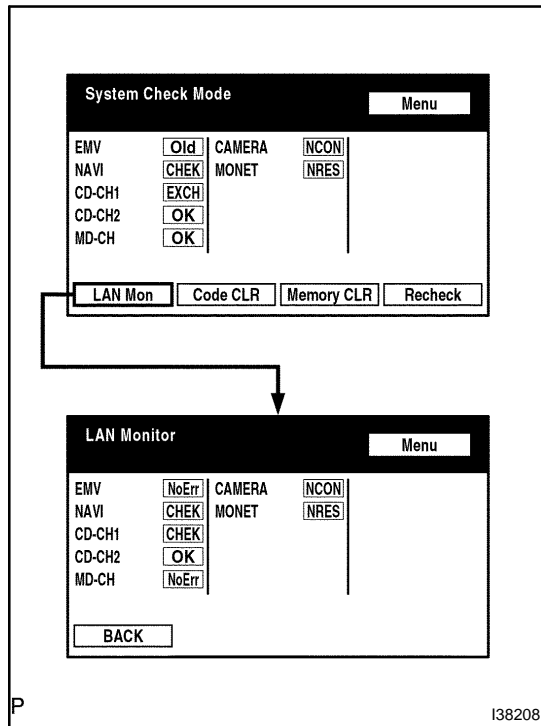 System Check Mode
Menu
EMV Old CAMERA NCON
NAVI CHEK MONET NRES
CD-CH1 EXCH
CD-CH2 OK
MD-CH OK
LAN Mon Code CLR Memory CLR Recheck
LAN Monitor
Menu
EMV NoErr CAMERA NCON
NAVI CHEK MONET NRES
CD-CH1 CHEK
CD-CH2 OK
MD-CH NoErr
BACK
P
I38208